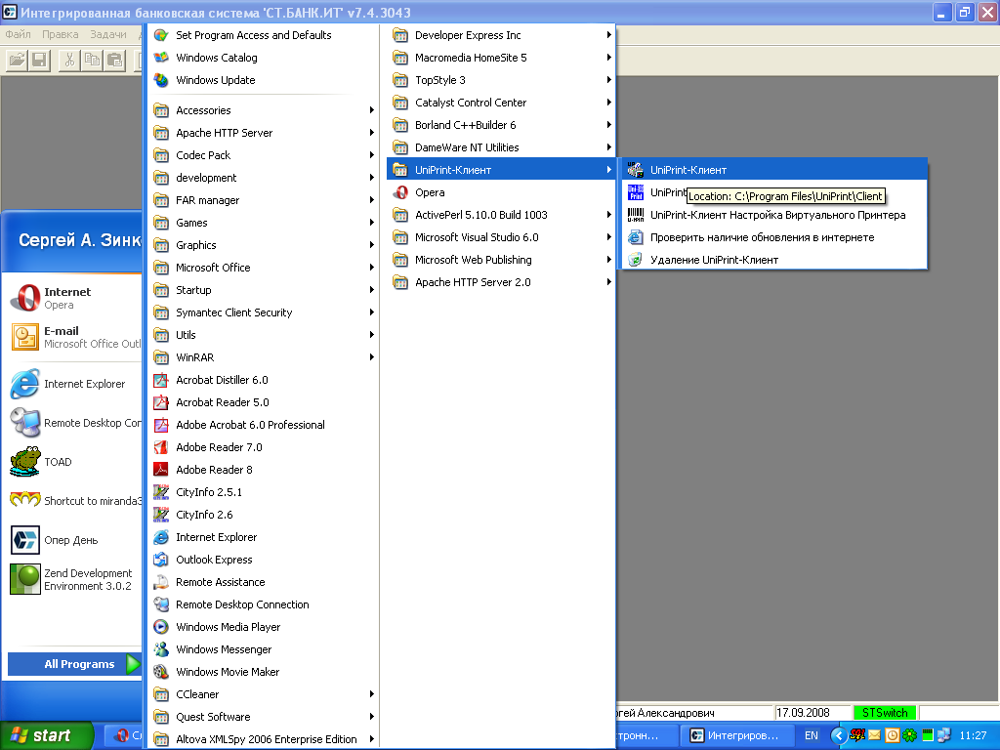 Интегрированная банковская система 'СТ.БАНК.ИТ' v7.4.3043
Файл Правка Задачи
Сергей А. Зинк
Internet
Opera
E-mail
Microsoft Office Outl
Internet Explorer
Remote Desktop Con
TOAD
Shortcut to miranda3
Опер День
Zend Development
Environment 3.0.2
All Programs
Set Program Access and Defaults
Windows Catalog
Windows Update
Accessories
Apache HTTP Server
Codec Pack
development
FAR manager
Games
Graphics
Microsoft Office
Startup
Symantec Client Security
Utils
WinRAR
Acrobat Distiller 6.0
Acrobat Reader 5.0
Adobe Acrobat 6.0 Professional
Adobe Reader 7.0
Adobe Reader 8
CityInfo 2.5.1
CityInfo 2.6
Internet Explorer
Outlook Express
Remote Assistance
Remote Desktop Connection
Windows Media Player
Windows Messenger
Windows Movie Maker
CCleaner
Quest Software
Altova XMLSpy 2006 Enterprise Edition
Developer Express Inc
Macromedia HomeSite 5
TopStyle 3
Catalyst Control Center
Borland C++Builder 6
DameWare NT Utilities
UniPrint-Клиент
Opera
ActivePerl 5.10.0 Build 1003
Microsoft Visual Studio 6.0
Microsoft Web Publishing
Apache HTTP Server 2.0
UniPrint-Клиент
UniPrint
Location: C:\Program Files\UniPrint\Client
UniPrint-Клиент Настройка Виртуального Принтера
Проверить наличие обновления в интернете
Удаление UniPrint-Клиент
гей Александрович
17.09.2008
STSwitch
start
тронн...
Интегриров...
EN
11:27